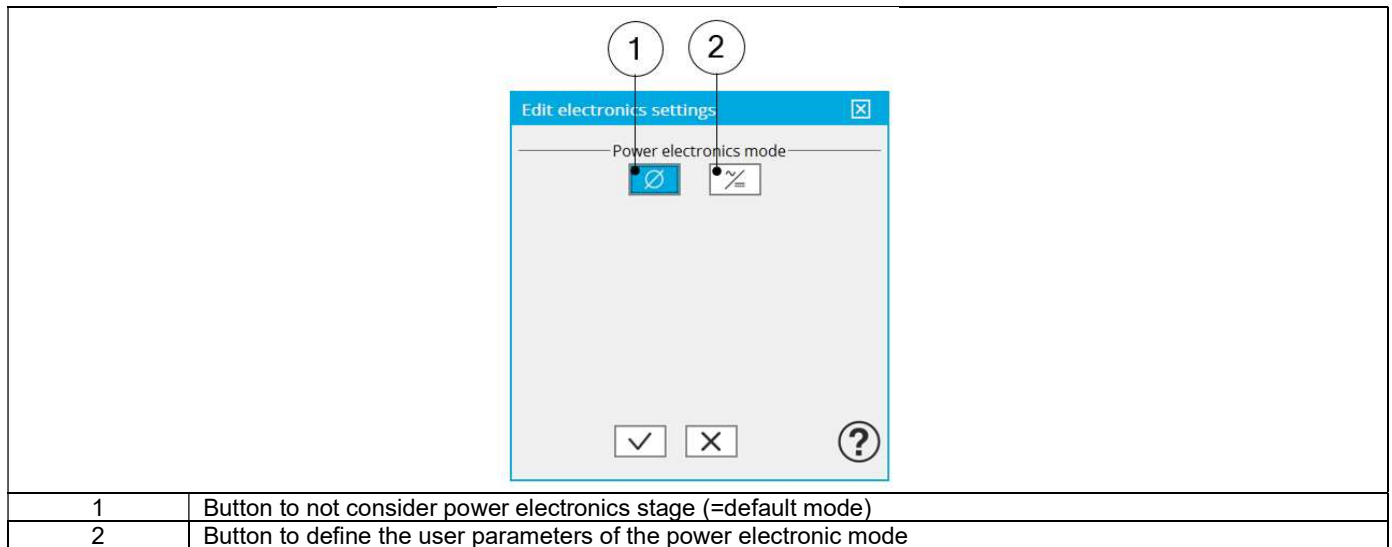 1 2
Edit electronics settings
Power electronics mode
?
1 Button to not consider power electronics stage (=default mode)
2 Button to define the user parameters of the power electronic mode